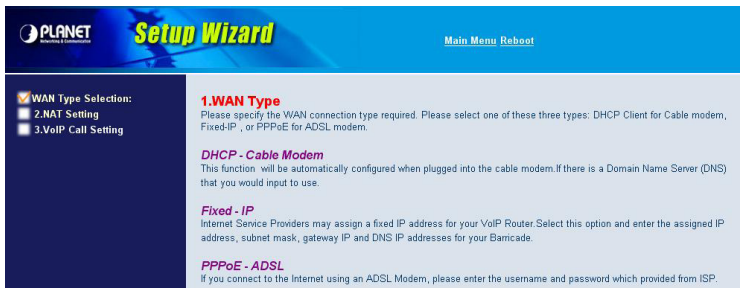 PLANET
Networking & Communication
Setup Wizard
Main Menu Reboot
WAN Type Selection:
2.NAT Setting
3.VoIP Call Setting
1.WAN Type
Please specify the WAN connection type required. Please select one of these three types: DHCP Client for Cable modem,
Fixed-IP , or PPPoE for ADSL modem.
DHCP - Cable Modem
This function will be automatically configured when plugged into the cable modem.If there is a Domain Name Server (DNS)
that you would input to use.
Fixed - IP
Internet Service Providers may assign a fixed IP address for your VoIP Router.Select this option and enter the assigned IP
address, subnet mask, gateway IP and DNS IP addresses for your Barricade.
PPPoE - ADSL
If you connect to the Internet using an ADSL Modem, please enter the username and password which provided from ISP.